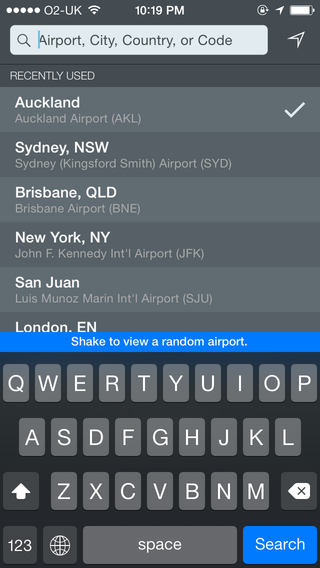 O2-UK 10:19 PM
Airport, City, Country, or Code
RECENTLY USED
Auckland
Auckland Airport (AKL)
Sydney, NSW
Sydney (Kingsford Smith) Airport (SYD)
Brisbane, QLD
Brisbane Airport (BNE)
New York, NY
John F. Kennedy Int'l Airport (JFK)
San Juan
Luis Munoz Marin Int'l Airport (SJU)
London, EN
Shake to view a random airport.
Q W E R T Y U I O P
A S D F G H J K L
Z X C V B N M
123 space Search